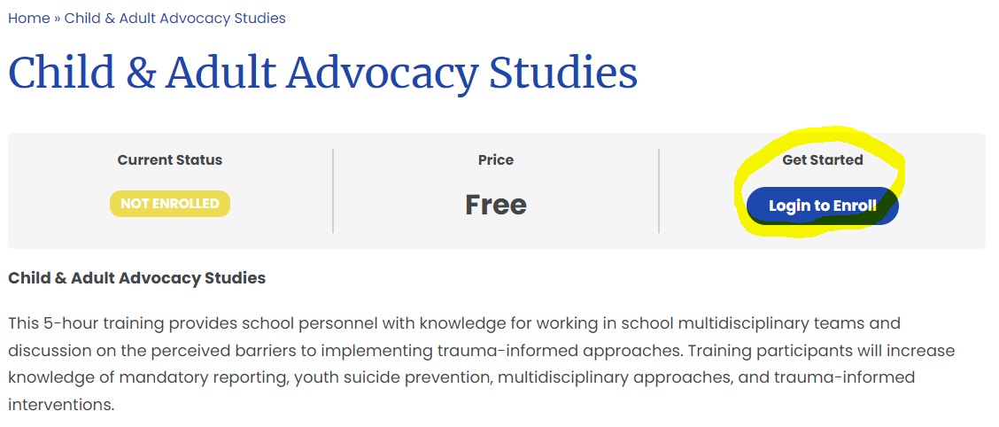 Home » Child & Adult Advocacy Studies
Child & Adult Advocacy Studies
Current Status
Price
Get Started
NOT ENROLLED
Free
Login to Enroll
Child & Adult Advocacy Studies
This 5-hour training provides school personnel with knowledge for working in school multidisciplinary teams and
discussion on the perceived barriers to implementing trauma-informed approaches. Training participants will increase
knowledge of mandatory reporting, youth suicide prevention, multidisciplinary approaches, and trauma-informed
interventions.